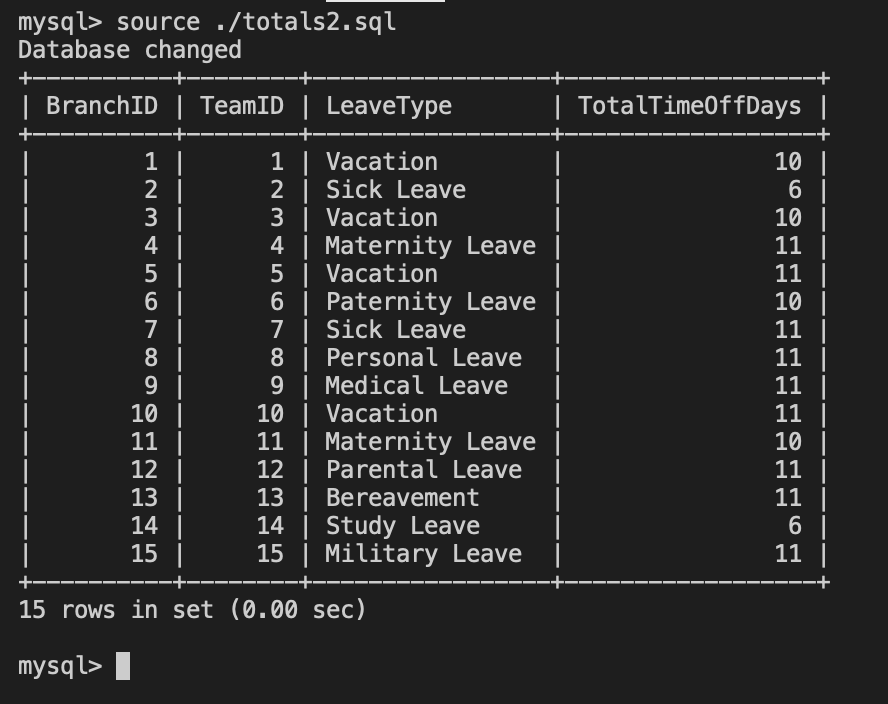 mysql> source ./totals2.sql
Database changed
+----------+--------+-----------------+------------------+
| BranchID | TeamID | LeaveType       | TotalTimeOffDays |
+----------+--------+-----------------+------------------+
|        1 |      1 | Vacation        |               10 |
|        2 |      2 | Sick Leave      |                6 |
|        3 |      3 | Vacation        |               10 |
|        4 |      4 | Maternity Leave |               11 |
|        5 |      5 | Vacation        |               11 |
|        6 |      6 | Paternity Leave |               10 |
|        7 |      7 | Sick Leave      |               11 |
|        8 |      8 | Personal Leave  |               11 |
|        9 |      9 | Medical Leave   |               11 |
|       10 |     10 | Vacation        |               11 |
|       11 |     11 | Maternity Leave |               10 |
|       12 |     12 | Parental Leave  |               11 |
|       13 |     13 | Bereavement     |               11 |
|       14 |     14 | Study Leave     |                6 |
|       15 |     15 | Military Leave  |               11 |
+----------+--------+-----------------+------------------+
15 rows in set (0.00 sec)
mysql>